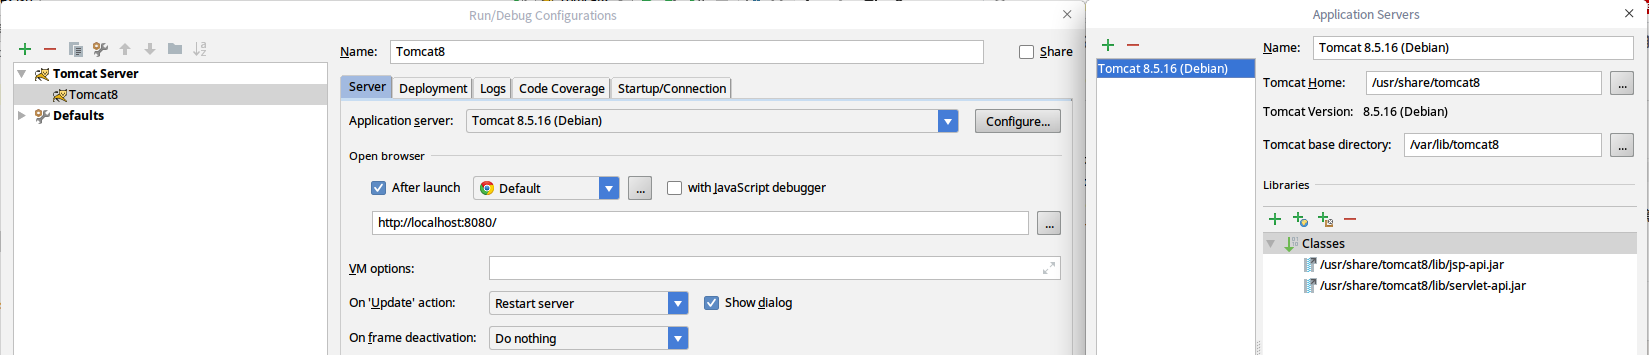 Run/Debug Configurations
Name: Tomcat8
Share
Tomcat Server
Tomcat8
Defaults
Server Deployment Logs Code Coverage Startup/Connection
Application server: Tomcat 8.5.16 (Debian) Configure...
Open browser
After launch Default ... with JavaScript debugger
http://localhost:8080/ ...
VM options:
On 'Update' action: Restart server Show dialog
On frame deactivation: Do nothing
Application Servers
Tomcat 8.5.16 (Debian)
Name: Tomcat 8.5.16 (Debian)
Tomcat Home: /usr/share/tomcat8 ...
Tomcat Version: 8.5.16 (Debian)
Tomcat base directory: /var/lib/tomcat8 ...
Libraries
Classes
/usr/share/tomcat8/lib/jsp-api.jar
/usr/share/tomcat8/lib/servlet-api.jar